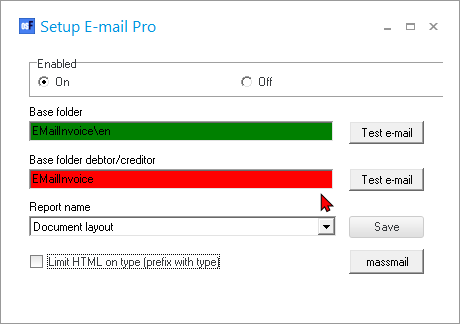 Setup E-mail Pro
Enabled
On Off
Base folder
EMailInvoice\en Test e-mail
Base folder debtor/creditor
EMailInvoice Test e-mail
Report name
Document layout Save
Limit HTML on type (prefix with type) massmail